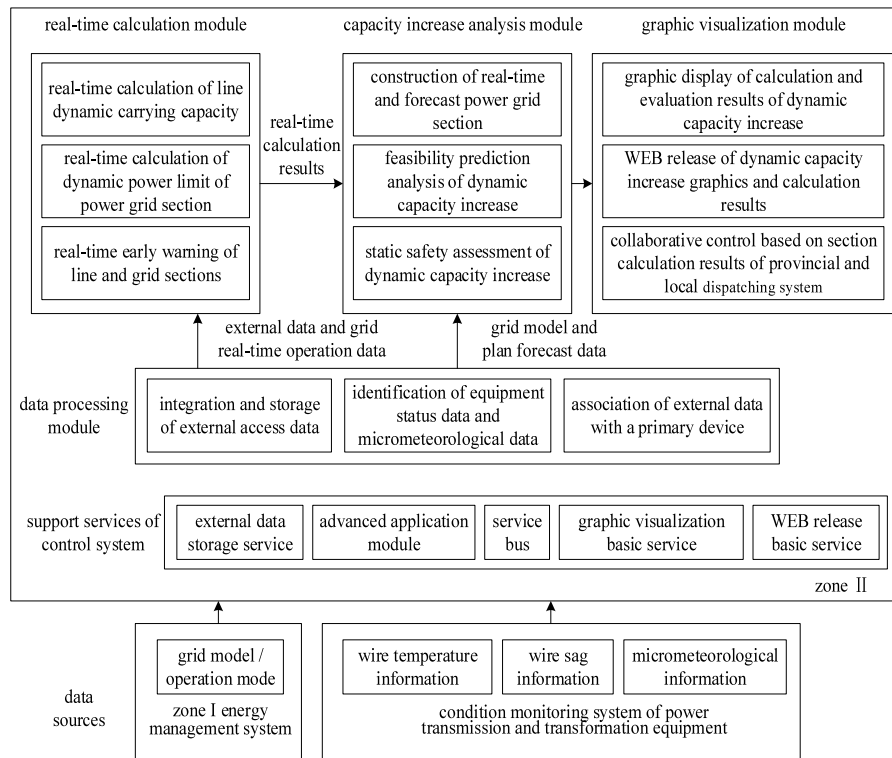 real-time calculation module
capacity increase analysis module
graphic visualization module
real-time calculation of line
dynamic carrying capacity
real-time calculation of
dynamic power limit of
power grid section
real-time early warning of
line and grid sections
real-time
calculation
results
construction of real-time
and forecast power grid
section
feasibility prediction
analysis of dynamic
capacity increase
static safety assessment of
dynamic capacity increase
graphic display of calculation and
evaluation results of dynamic
capacity increase
WEB release of dynamic capacity
increase graphics and calculation
results
collaborative control based on section
calculation results of provincial and
local dispatching system
external data and grid
real-time operation data
grid model and
plan forecast data
data processing
module
integration and storage
of external access data
identification of equipment
status data and
micrometeorological data
association of external data
with a primary device
support services of
control system
external data
storage service
advanced application
module
service
bus
graphic visualization
basic service
WEB release
basic service
zone II
data
sources
grid model /
operation mode
zone I energy
management system
wire temperature
information
wire sag
information
micrometeorological
information
condition monitoring system of power
transmission and transformation equipment